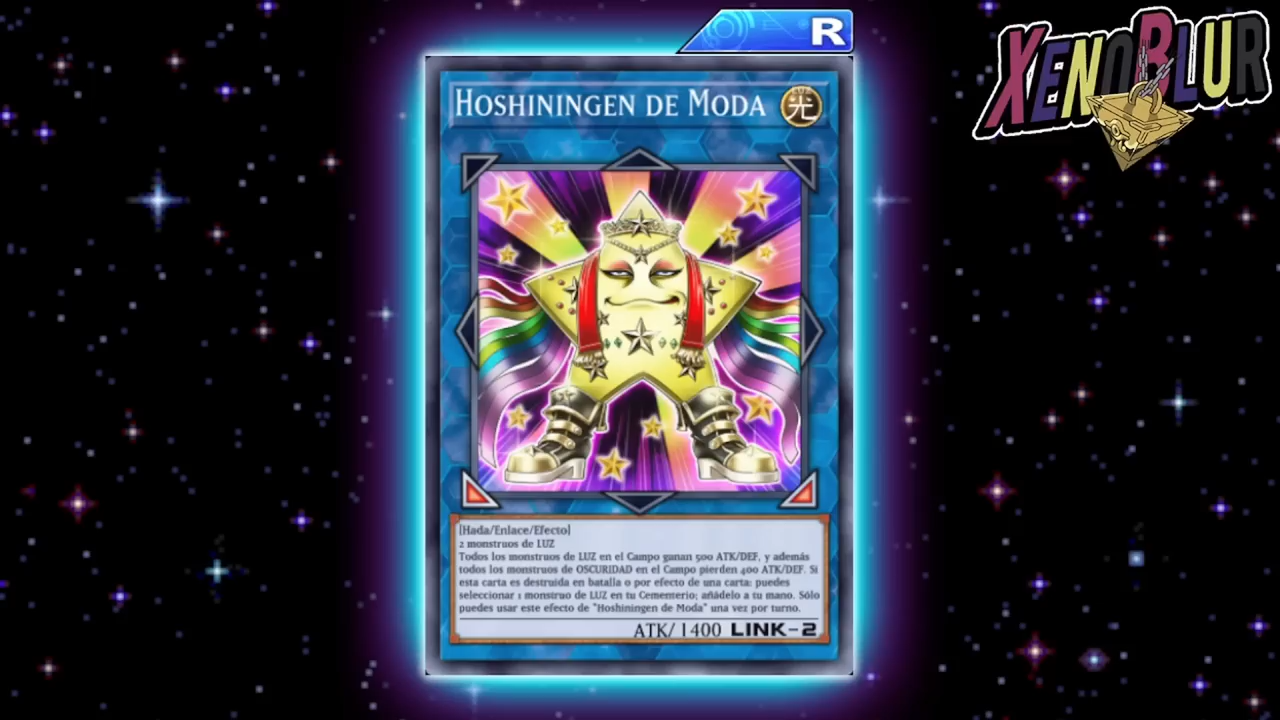 R
XENOBLUR
HOSHININGEN DE MODA
光
[Hada/Enlace/Efecto]
2 monstruos de LUZ
Todos los monstruos de LUZ en el Campo ganan 500 ATK/DEF, y además
todos los monstruos de OSCURIDAD en el Campo pierden 400 ATK/DEF. Si
esta carta es destruida en batalla o por efecto de una carta: puedes
seleccionar 1 monstruo de LUZ en tu Cementerio; añádelo a tu mano. Sólo
puedes usar este efecto de "Hoshiningen de Moda" una vez por turno.
ATK/ 1400 LINK-2